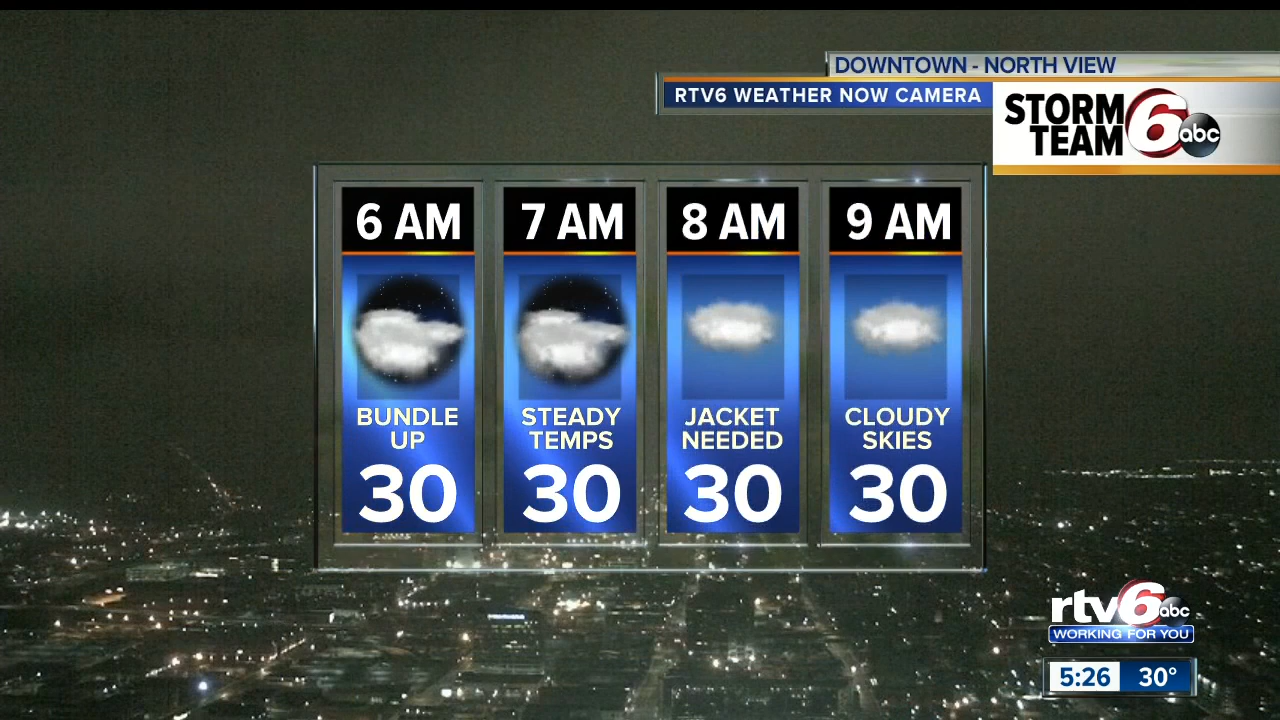 DOWNTOWN - NORTH VIEW
RTV6 WEATHER NOW CAMERA
STORM
TEAM
6
abc
6 AM
7 AM
8 AM
9 AM
BUNDLE
UP
STEADY
TEMPS
JACKET
NEEDED
CLOUDY
SKIES
30
30
30
30
rtv6
abc
WORKING FOR YOU
5:26
30°